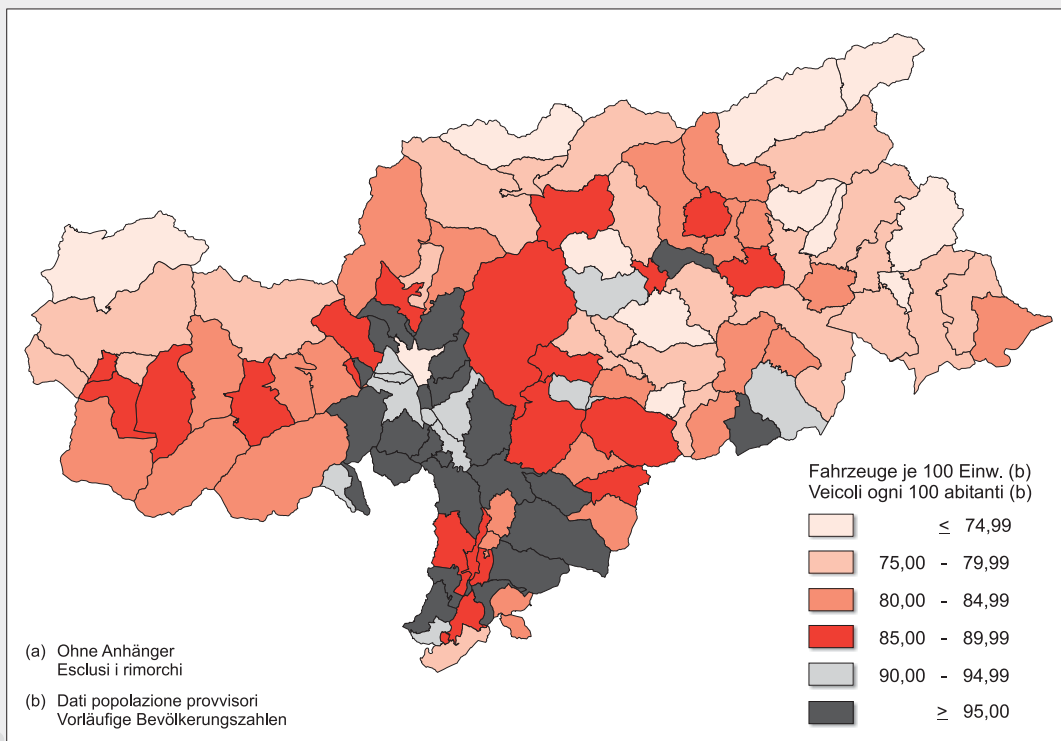 Fahrzeuge je 100 Einw. (b)
Veicoli ogni 100 abitanti (b)
≤ 74,99
75,00 - 79,99
80,00 - 84,99
85,00 - 89,99
90,00 - 94,99
≥ 95,00
(a) Ohne Anhänger
Esclusi i rimorchi
(b) Dati popolazione provvisori
Vorläufige Bevölkerungszahlen